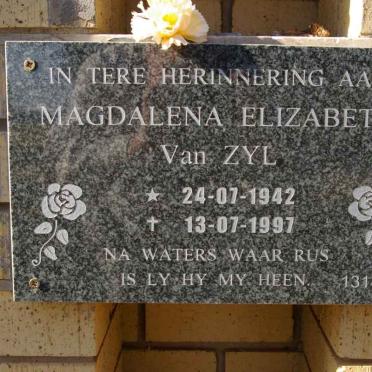 IN TERE HERINNERING AA
MAGDALENA ELIZABET
Van ZYL
★ 24-07-1942
✝ 13-07-1997
NA WATERS WAAR RUS
IS LY HY MY HEEN. 131